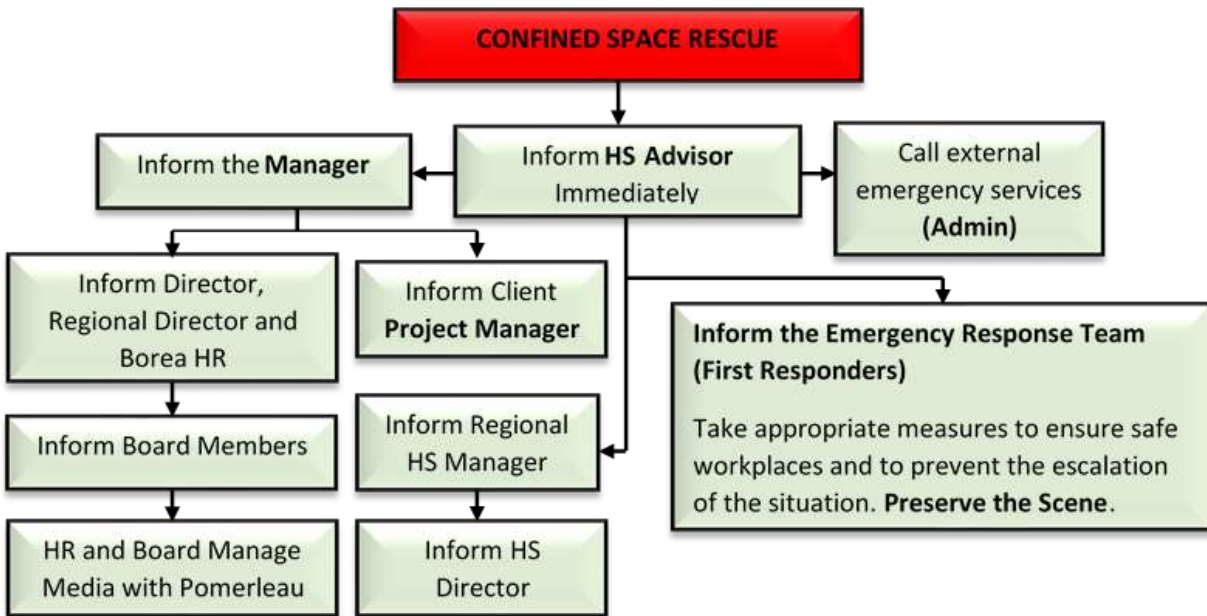 CONFINED SPACE RESCUE
Inform the Manager
Inform HS Advisor
Immediately
Call external
emergency services
(Admin)
Inform Director,
Regional Director and
Borea HR
Inform Client
Project Manager
Inform the Emergency Response Team
(First Responders)
Take appropriate measures to ensure safe
workplaces and to prevent the escalation
of the situation. Preserve the Scene.
Inform Board Members
Inform Regional
HS Manager
HR and Board Manage
Media with Pomerleau
Inform HS
Director